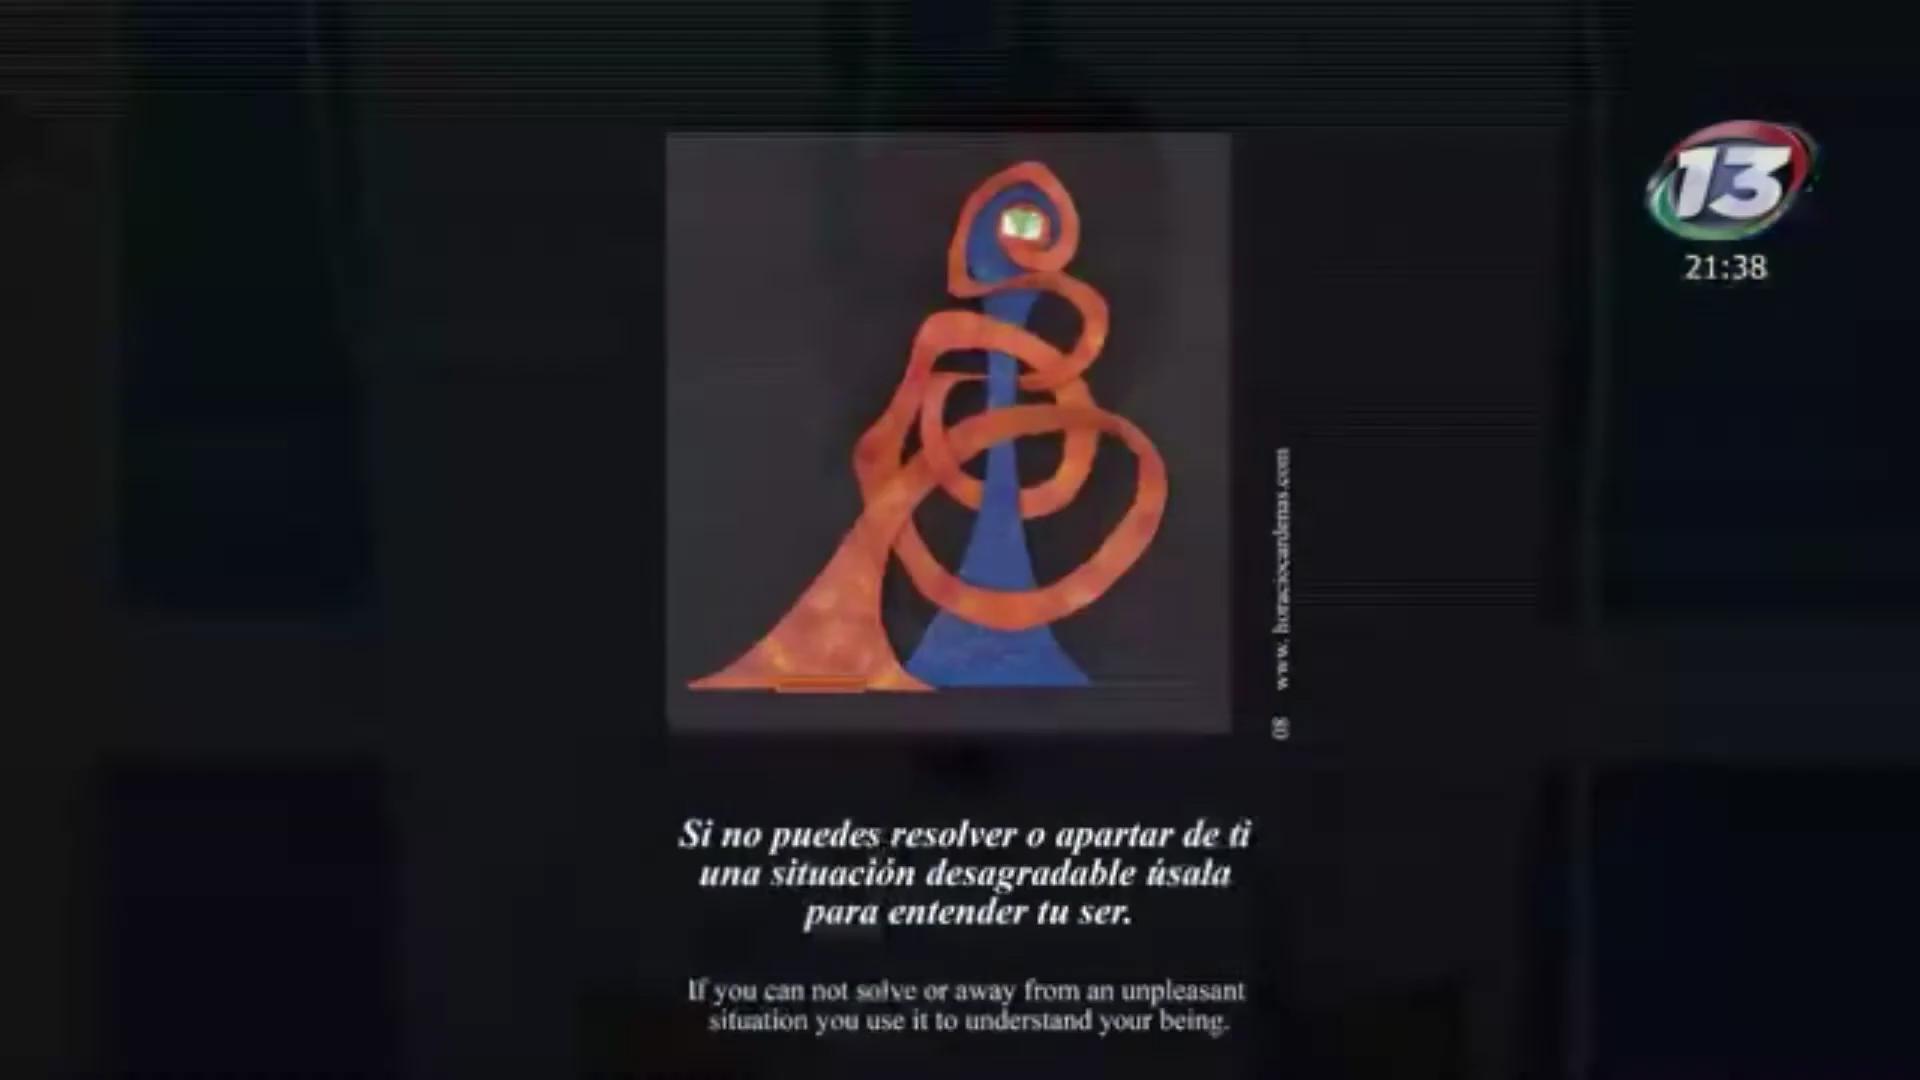 13
21:38
www. horaciocardenas.com
08
Si no puedes resolver o apartar de ti
una situación desagradable úsala
para entender tu ser.
If you can not solve or away from an unpleasant
situation you use it to understand your being.